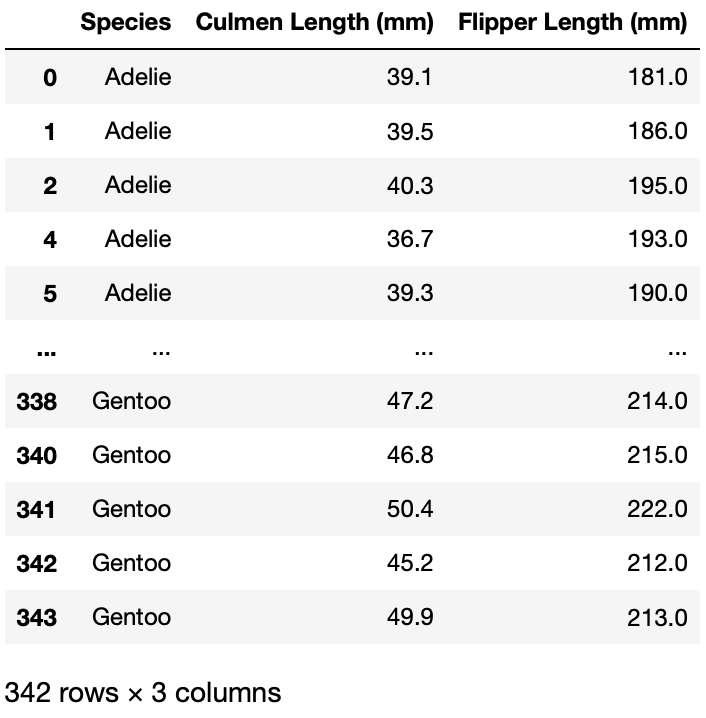 Species Culmen Length (mm) Flipper Length (mm)
0 Adelie 39.1 181.0
1 Adelie 39.5 186.0
2 Adelie 40.3 195.0
4 Adelie 36.7 193.0
5 Adelie 39.3 190.0
... ... ... ...
338 Gentoo 47.2 214.0
340 Gentoo 46.8 215.0
341 Gentoo 50.4 222.0
342 Gentoo 45.2 212.0
343 Gentoo 49.9 213.0
342 rows × 3 columns